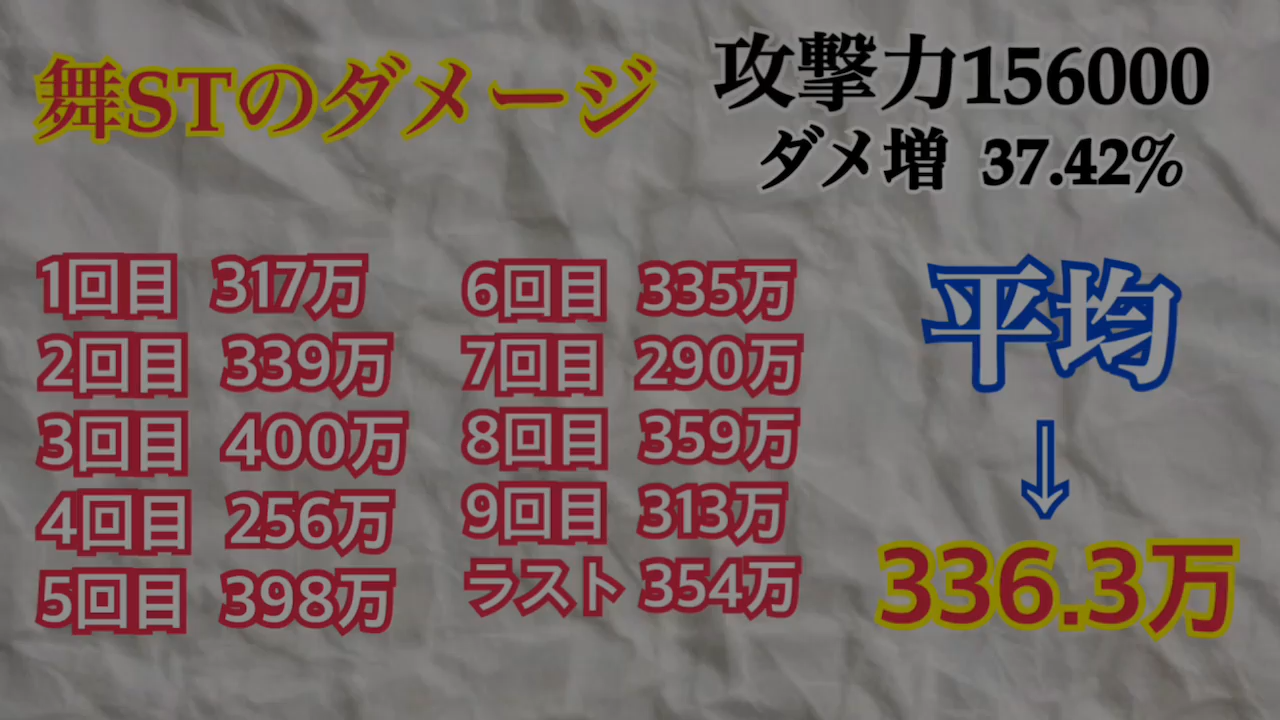 舞STのダメージ
攻撃力156000
ダメ増 37.42%
1回目 317万
2回目 339万
3回目 400万
4回目 256万
5回目 398万
6回目 335万
7回目 290万
8回目 359万
9回目 313万
ラスト 354万
平均
↓
336.3万